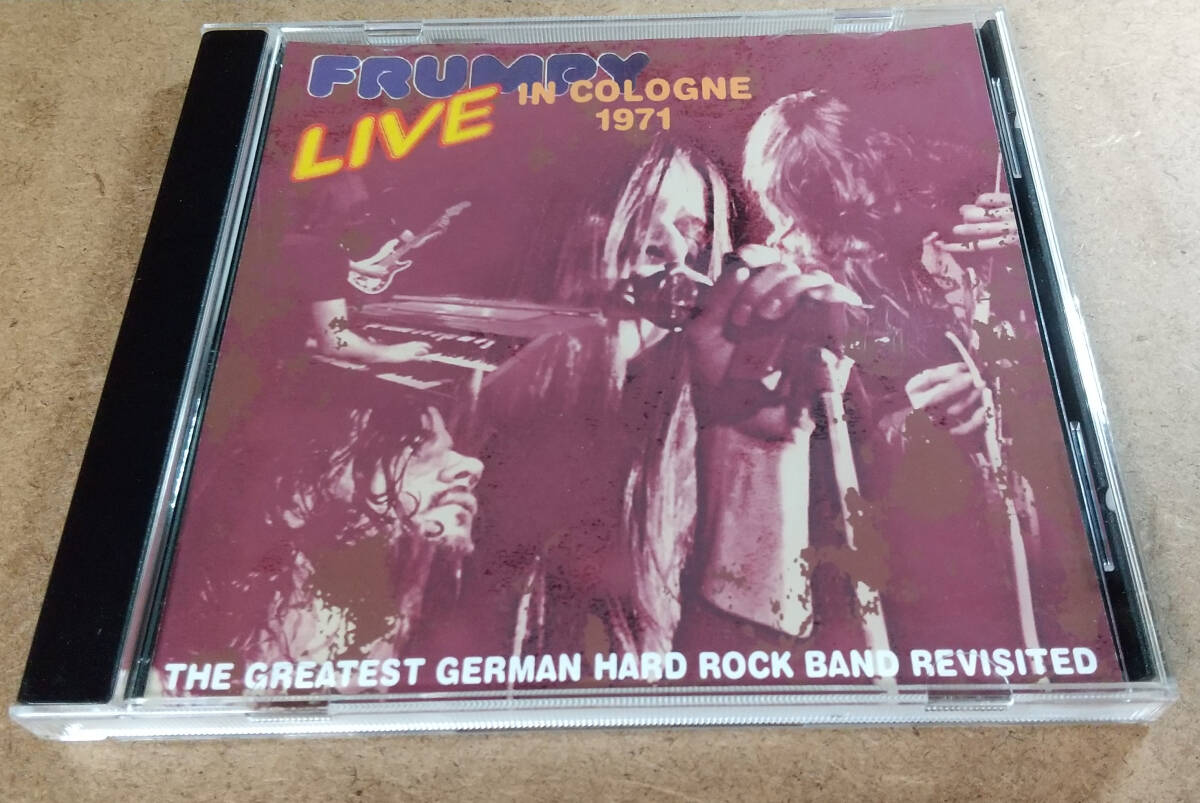 FRUMPY
LIVE
IN COLOGNE
1971
THE GREATEST GERMAN HARD ROCK BAND REVISITED